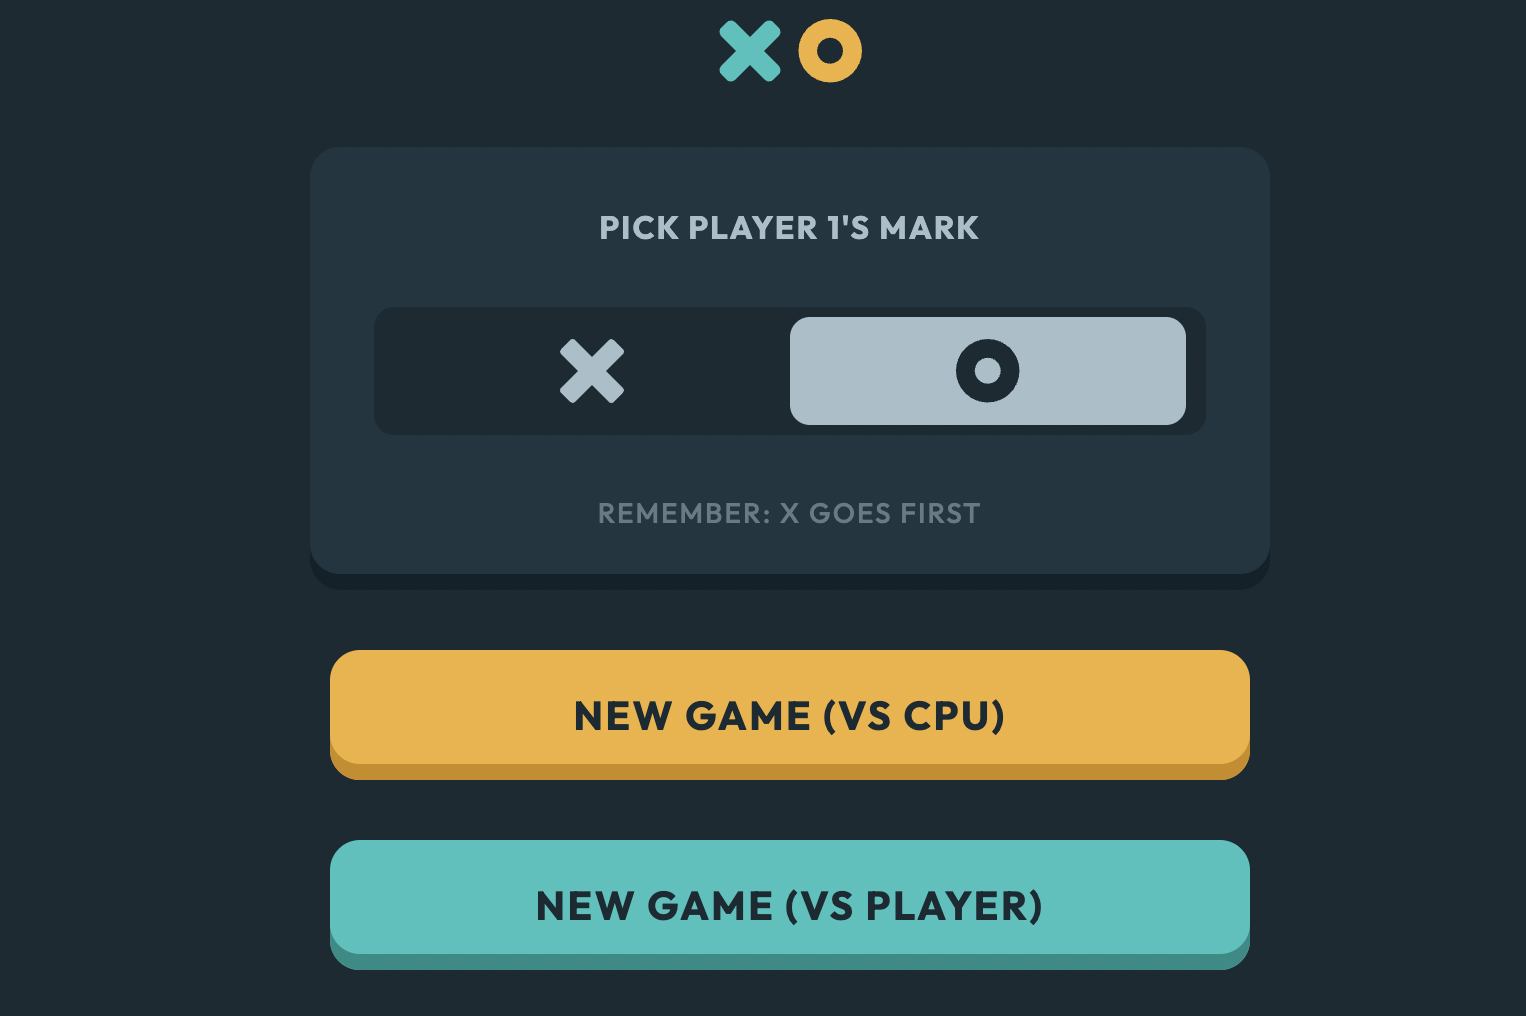 PICK PLAYER 1'S MARK
REMEMBER: X GOES FIRST
NEW GAME (VS CPU)
NEW GAME (VS PLAYER)